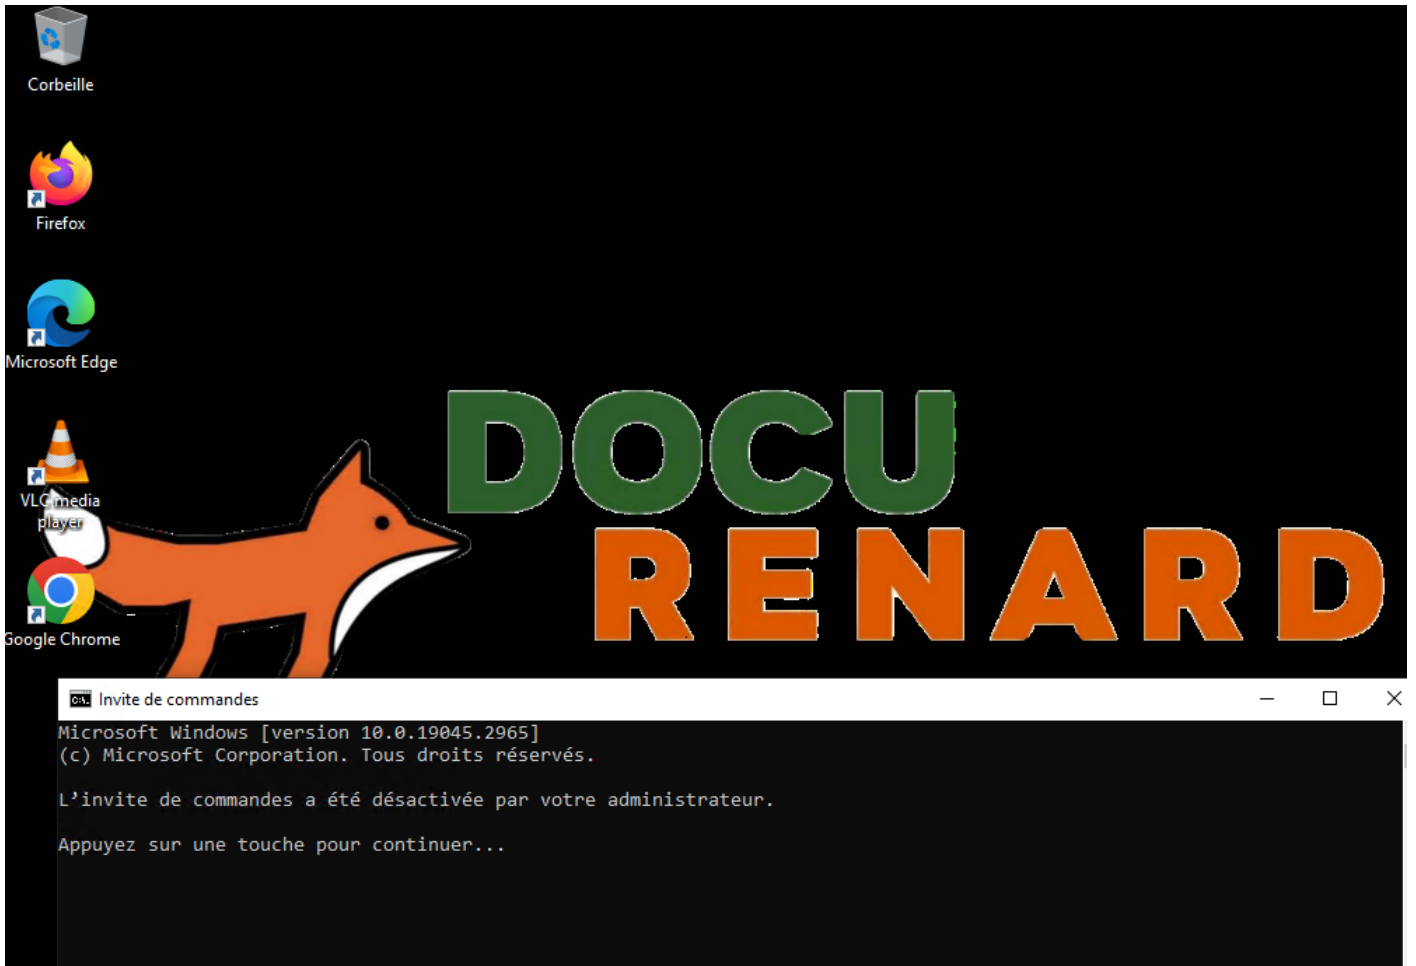 Corbeille
Firefox
Microsoft Edge
VLC media
player
Google Chrome
DOCU
RENARD
Invite de commandes
Microsoft Windows [version 10.0.19045.2965]
(c) Microsoft Corporation. Tous droits réservés.
L’invite de commandes a été désactivée par votre administrateur.
Appuyez sur une touche pour continuer...